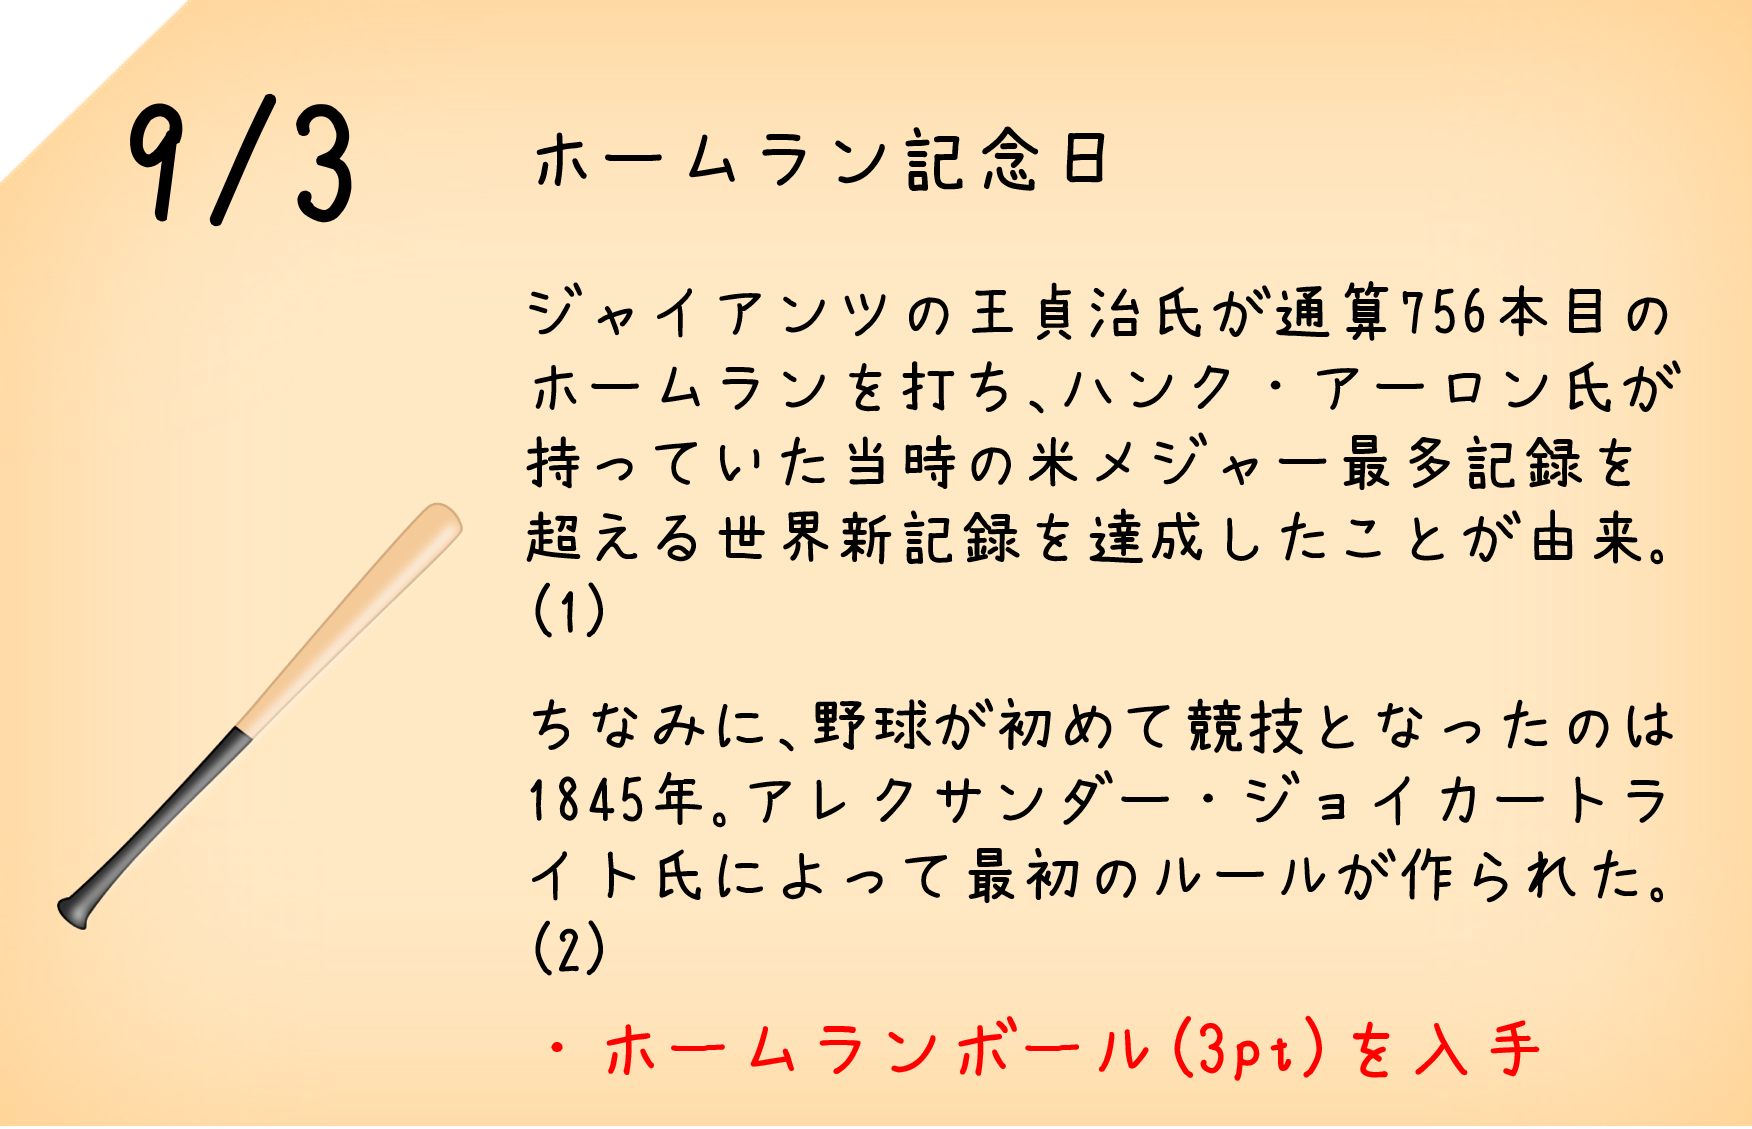 9/3
ホームラン記念日
ジャイアンツの王貞治氏が通算756本目の
ホームランを打ち、ハンク・アーロン氏が
持っていた当時の米メジャー最多記録を
超える世界新記録を達成したことが由来。
(1)
ちなみに、野球が初めて競技となったのは
1845年。アレクサンダー・ジョイカートラ
イト氏によって最初のルールが作られた。
(2)
・ホームランボール(3pt)を入手